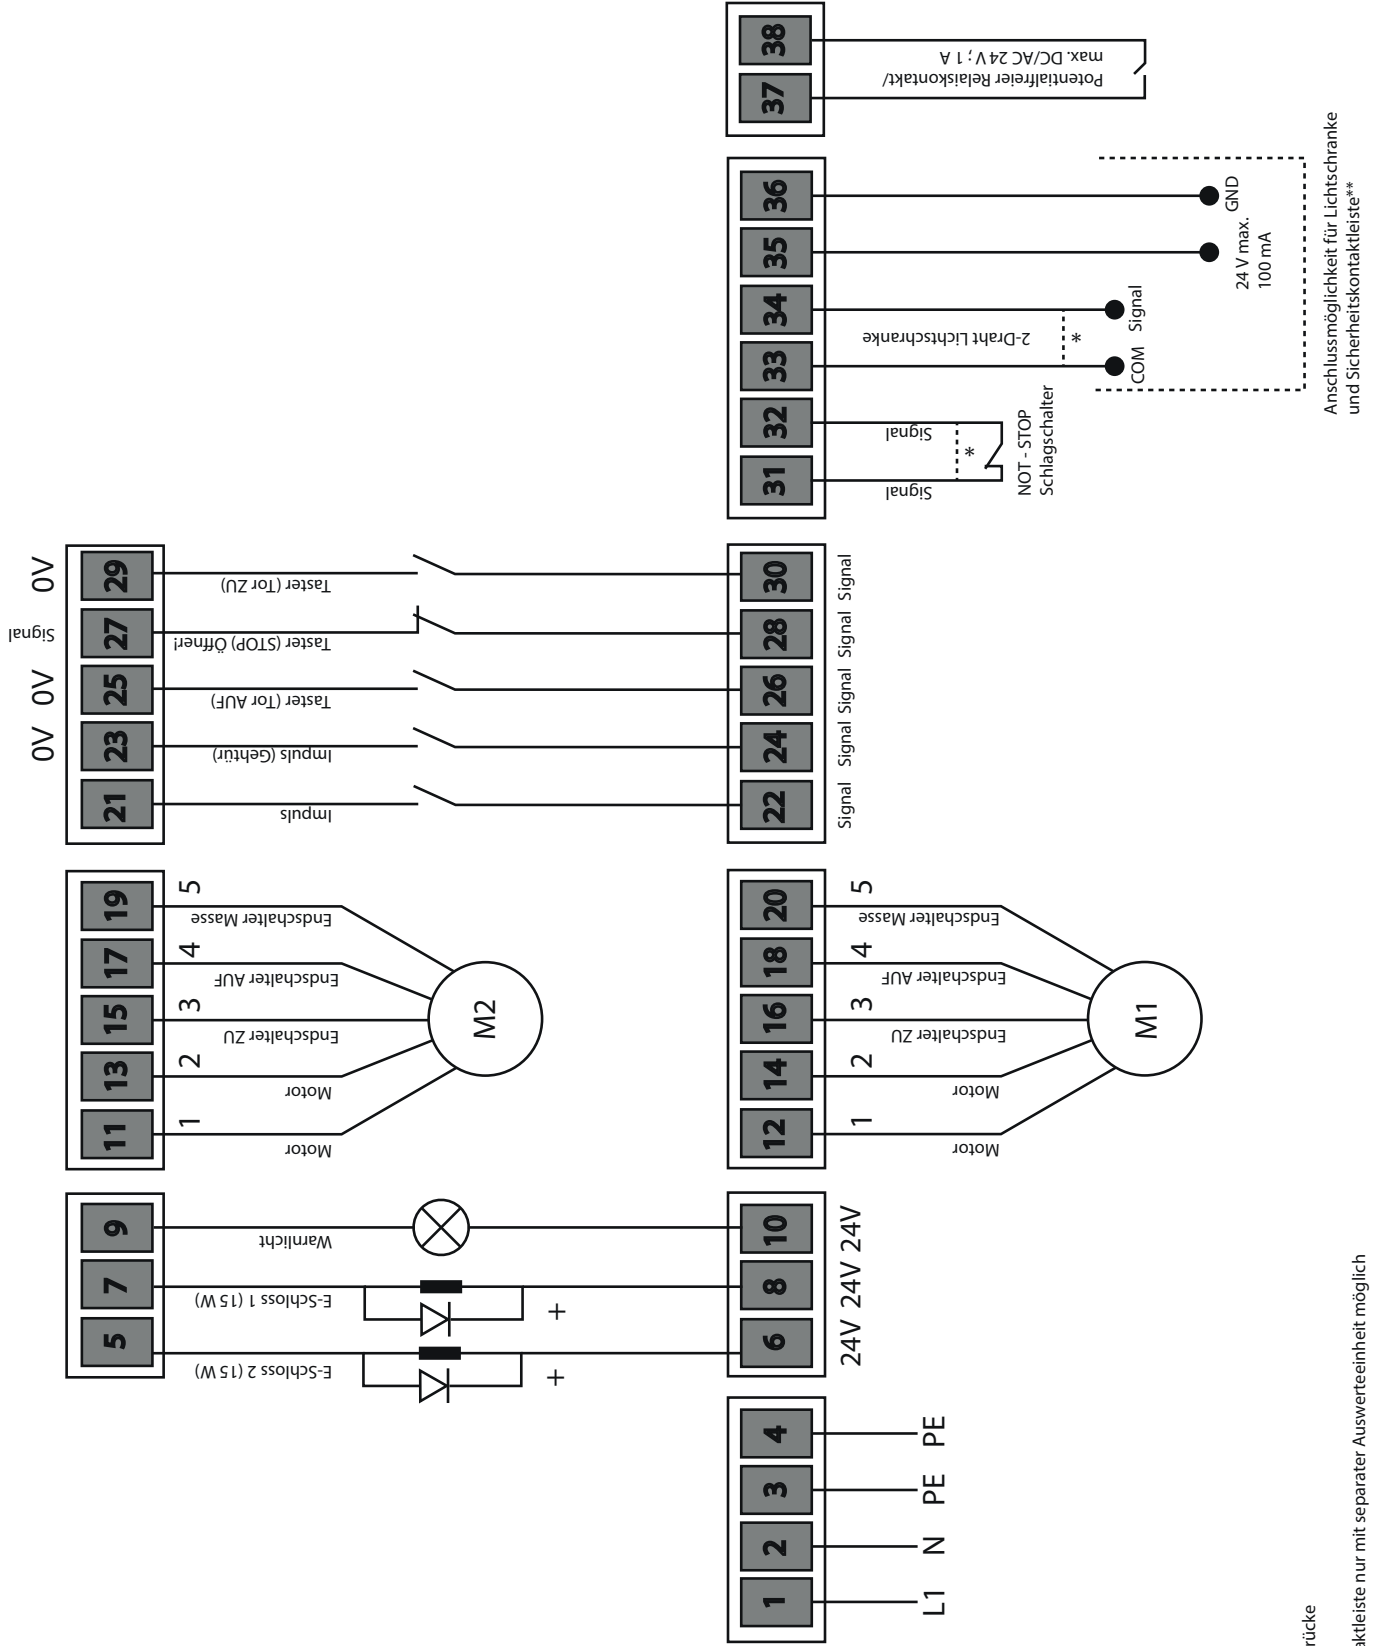 0V 0V Signal 0V
5 7 9
11 13 15 17 19
21 23 25 27 29
1 2 3 4 5
E-Schloss 2 (15 W)
E-Schloss 1 (15 W)
Warnlicht
Motor
Motor
Endschalter ZU
Endschalter AUF
Endschalter Masse
Impuls
Impuls (Gehtür)
Taster (Tor AUF)
Taster (STOP) Öffner!
Taster (Tor ZU)
M2
+ +
1 2 3 4
6 8 10
12 14 16 18 20
22 24 26 28 30
31 32 33 34 35 36
37 38
24V 24V 24V
Signal Signal Signal Signal Signal
1 2 3 4 5
L1 N PE PE
Motor
Motor
Endschalter ZU
Endschalter AUF
Endschalter Masse
M1
Signal
Signal
*
NOT - STOP
Schlagschalter
2-Draht Lichtschranke
*
COM Signal
24 V max.
100 mA
GND
Potentialfreier Relaiskontakt/
max. DC/AC 24 V ; 1 A
Anschlussmöglichkeit für Lichtschranke
und Sicherheitskontaktleiste**
rücke
aktleiste nur mit separater Auswerteeinheit möglich